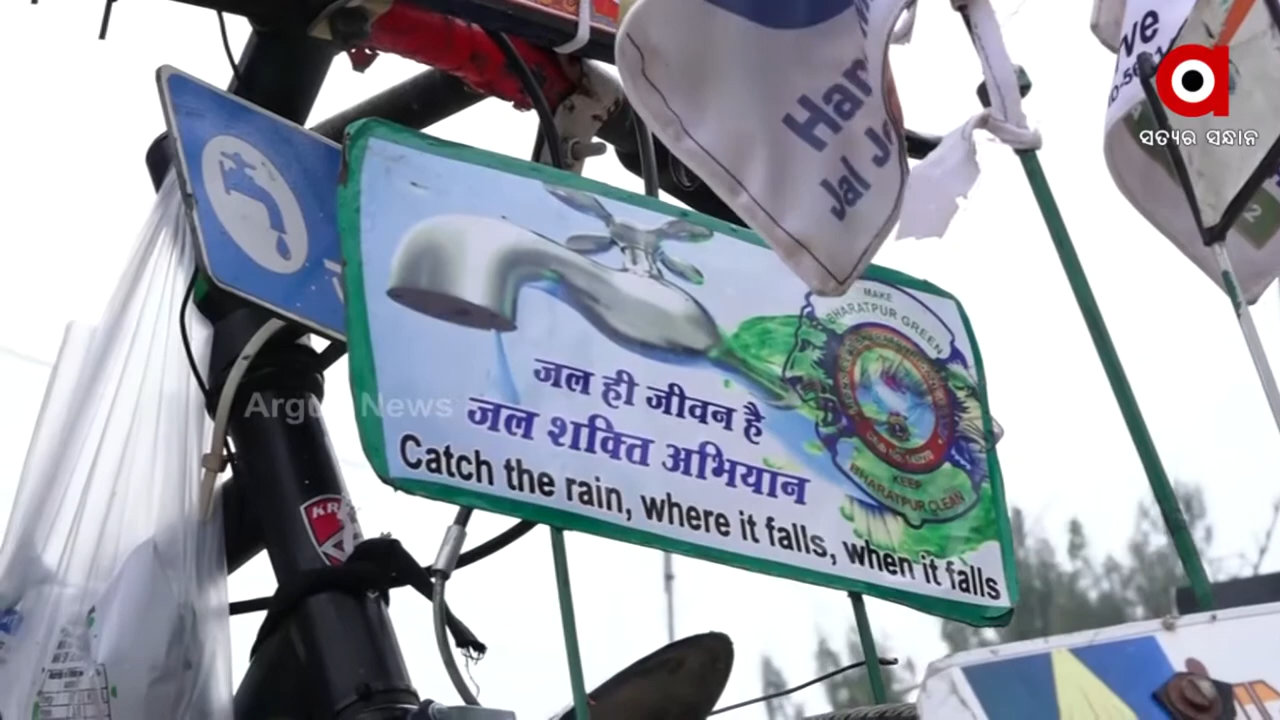 जल ही जीवन है
जल शक्ति अभियान
Catch the rain, where it falls, when it falls
MAKE
BHARATPUR GREEN
KEEP
BHARATPUR CLEAN
Har
Jal
ସତ୍ୟର ସନ୍ଧାନ
News